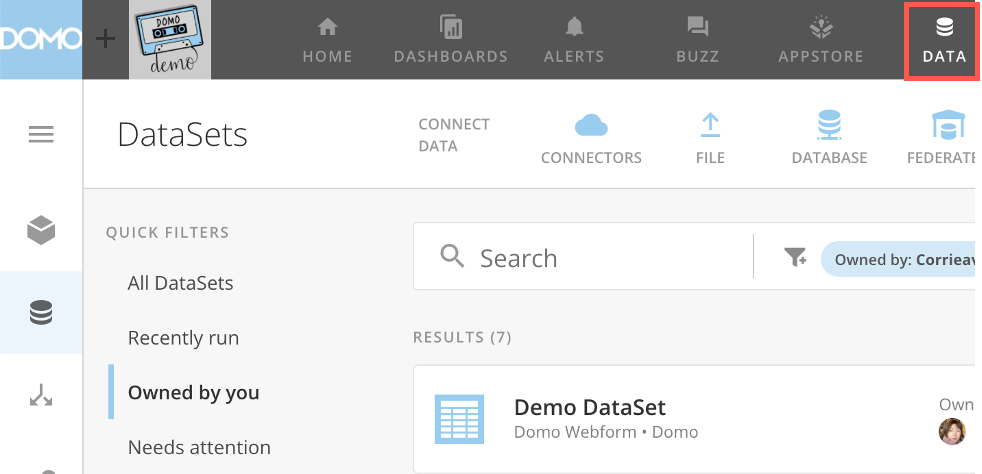 DOMO
DOMO
demo
HOME
DASHBOARDS
ALERTS
BUZZ
APPSTORE
DATA
DataSets
CONNECT
DATA
CONNECTORS
FILE
DATABASE
FEDERATE
QUICK FILTERS
All DataSets
Recently run
Owned by you
Needs attention
Search
Owned by: Corrieav
RESULTS (7)
Demo DataSet
Domo Webform • Domo
Own